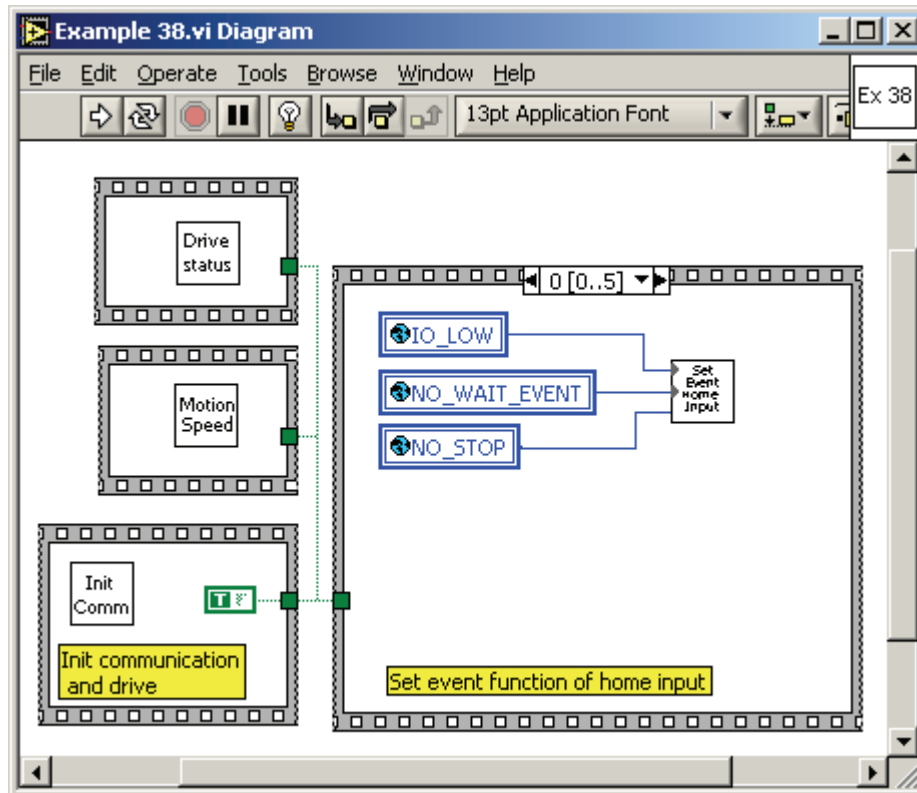 Example 38.vi Diagram
File Edit Operate Tools Browse Window Help
13pt Application Font
Ex 38
Drive
status
0 [0..5]
IO_LOW
NO_WAIT_EVENT
NO_STOP
Set
Event
Home
Input
Motion
Speed
Init
Comm
T
Init communication
and drive
Set event function of home input